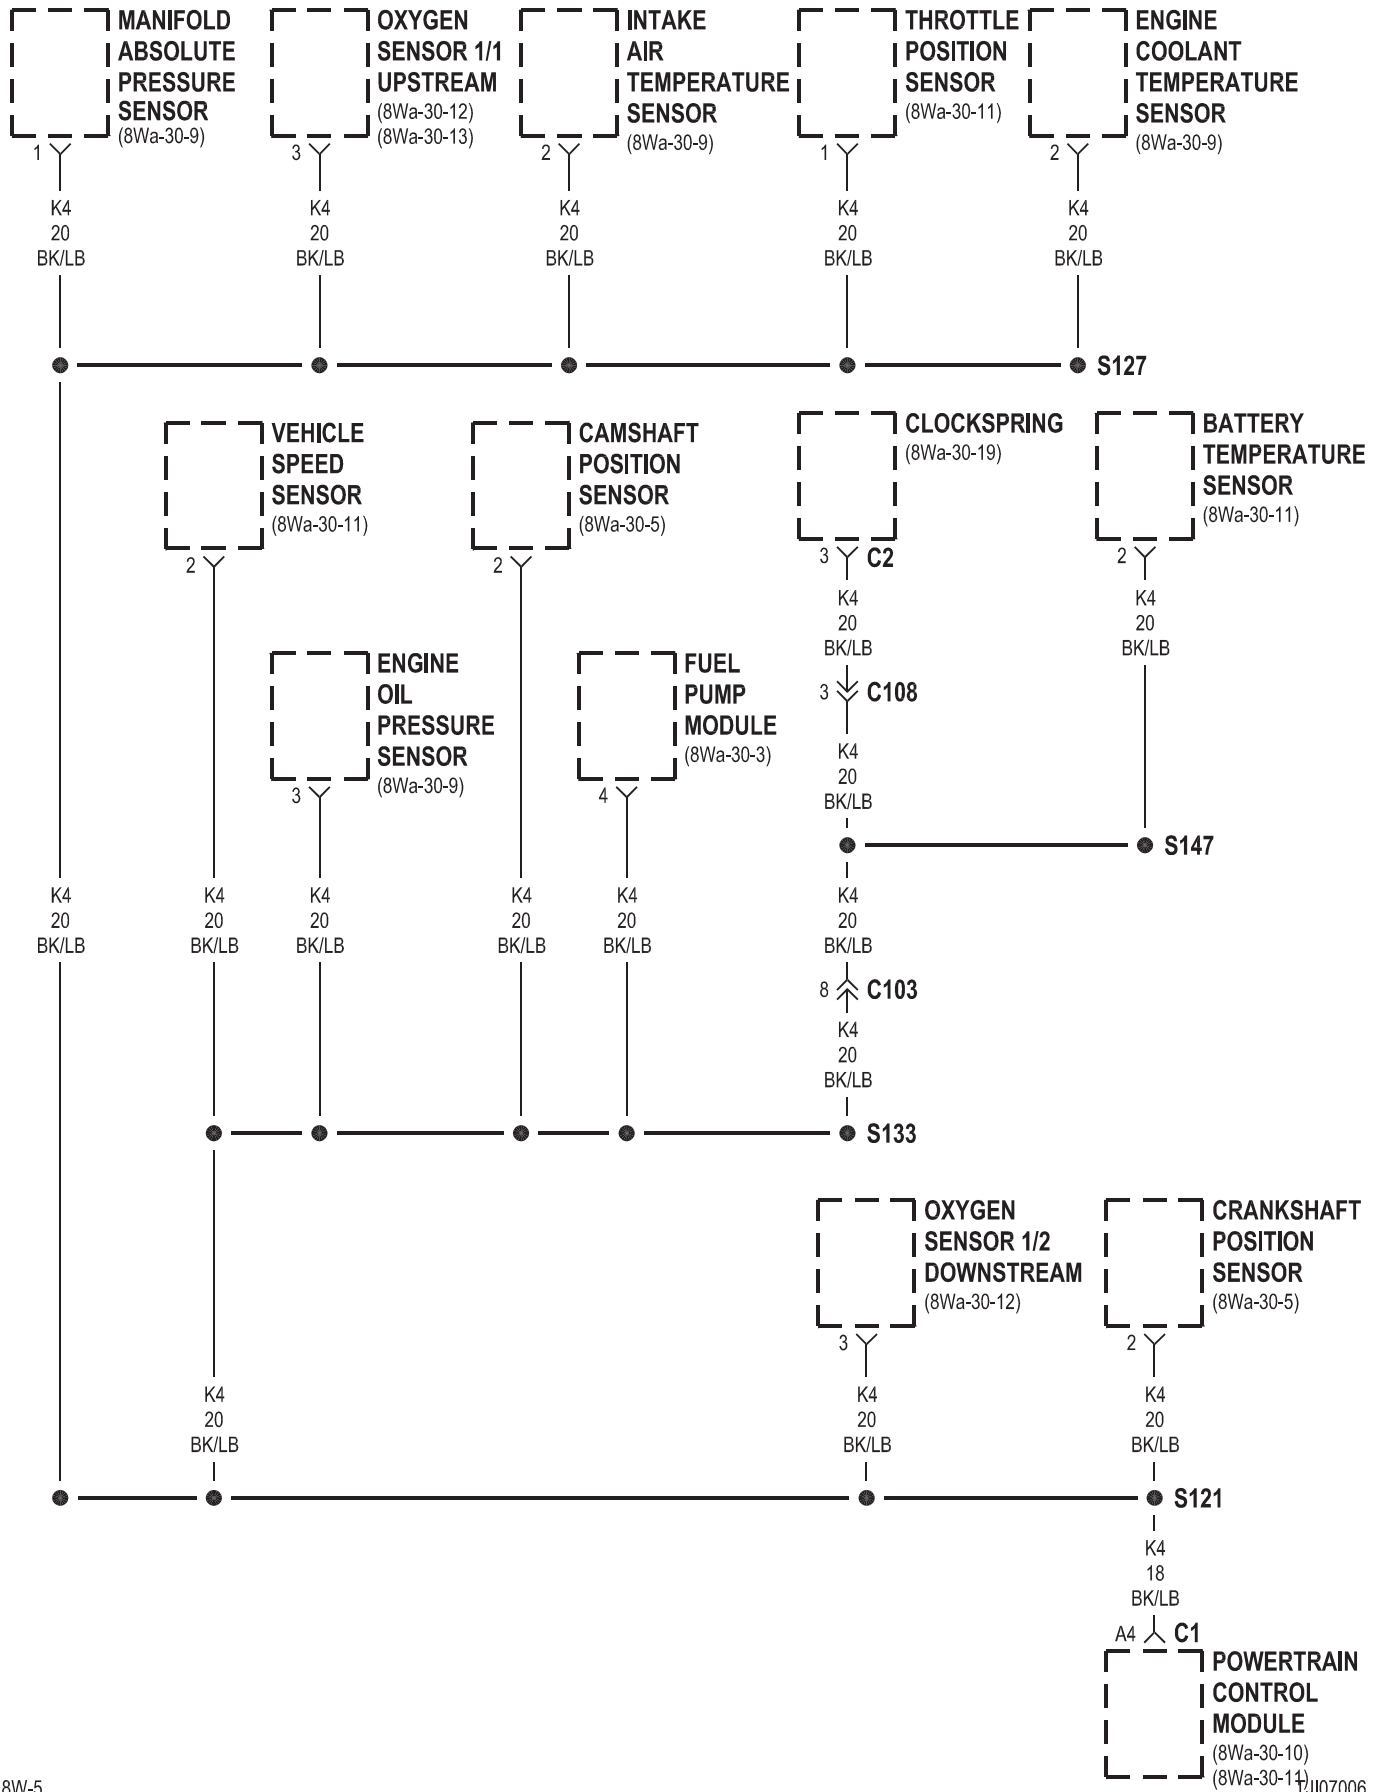 MANIFOLD
ABSOLUTE
PRESSURE
SENSOR
(8Wa-30-9)
OXYGEN
SENSOR 1/1
UPSTREAM
(8Wa-30-12)
(8Wa-30-13)
INTAKE
AIR
TEMPERATURE
SENSOR
(8Wa-30-9)
THROTTLE
POSITION
SENSOR
(8Wa-30-11)
ENGINE
COOLANT
TEMPERATURE
SENSOR
(8Wa-30-9)
1
3
2
1
2
K4
20
BK/LB
K4
20
BK/LB
K4
20
BK/LB
K4
20
BK/LB
K4
20
BK/LB
S127
VEHICLE
SPEED
SENSOR
(8Wa-30-11)
CAMSHAFT
POSITION
SENSOR
(8Wa-30-5)
CLOCKSPRING
(8Wa-30-19)
BATTERY
TEMPERATURE
SENSOR
(8Wa-30-11)
2
2
3
C2
2
K4
20
BK/LB
K4
20
BK/LB
ENGINE
OIL
PRESSURE
SENSOR
(8Wa-30-9)
FUEL
PUMP
MODULE
(8Wa-30-3)
3
C108
K4
20
BK/LB
3
4
S147
K4
20
BK/LB
K4
20
BK/LB
K4
20
BK/LB
K4
20
BK/LB
K4
20
BK/LB
K4
20
BK/LB
8
C103
K4
20
BK/LB
S133
OXYGEN
SENSOR 1/2
DOWNSTREAM
(8Wa-30-12)
CRANKSHAFT
POSITION
SENSOR
(8Wa-30-5)
3
2
K4
20
BK/LB
K4
20
BK/LB
K4
20
BK/LB
S121
K4
18
BK/LB
A4
C1
POWERTRAIN
CONTROL
MODULE
(8Wa-30-10)
(8Wa-30-11)
8W-5